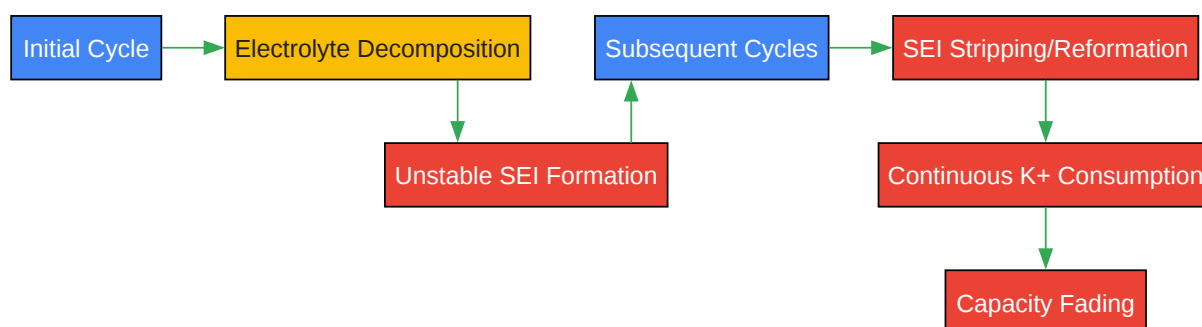 Initial Cycle
Electrolyte Decomposition
Unstable SEI Formation
Subsequent Cycles
SEI Stripping/Reformation
Continuous K+ Consumption
Capacity Fading